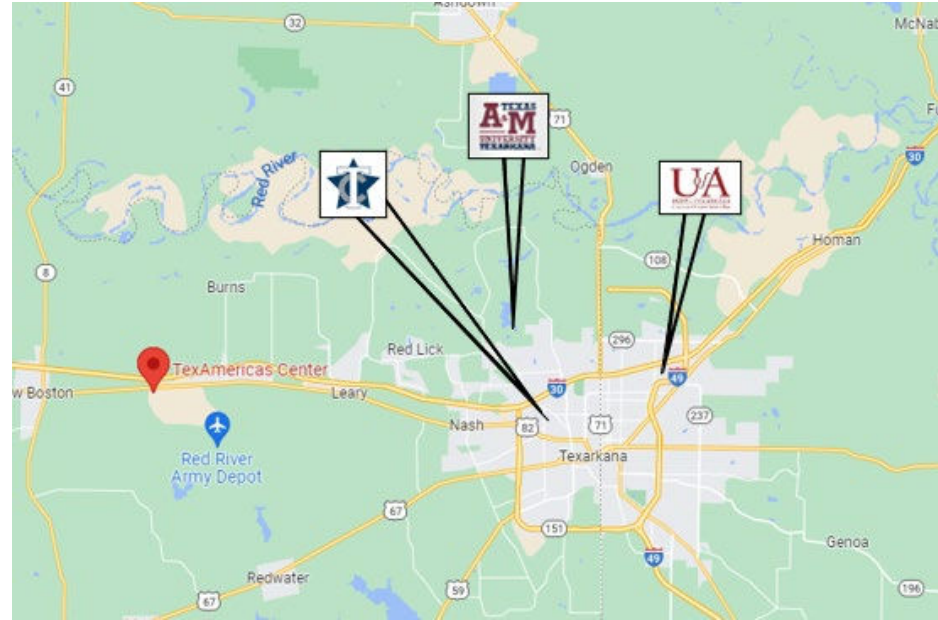 Ashdown
32
McNab
41
TEXAS
A&M
UNIVERSITY
TEXARKANA
71
Red River
Ogden
30
TC
UofA
108
Homan
8
Burns
296
Red Lick
TexAmericas Center
30
49
w Boston
Leary
237
Nash
82
71
Texarkana
Red River
Army Depot
67
151
Genoa
49
Redwater
59
196
67